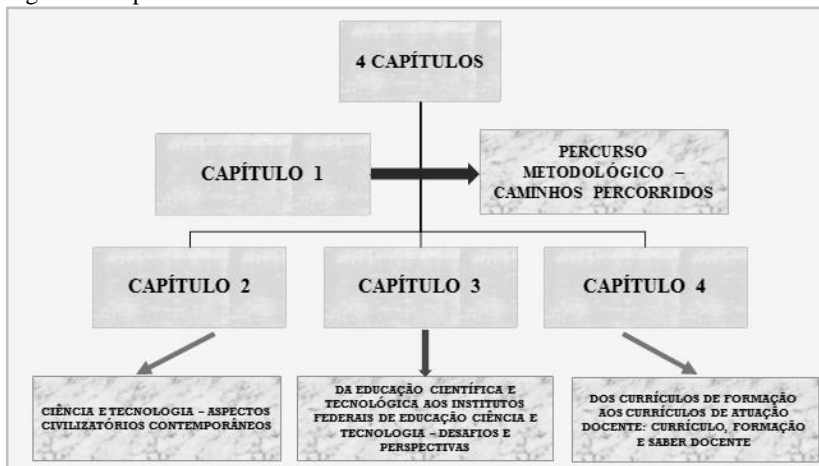 4 CAPÍTULOS
CAPÍTULO 1
PERCURSO
METODOLÓGICO –
CAMINHOS PERCORRIDOS
CAPÍTULO 2
CAPÍTULO 3
CAPÍTULO 4
CIÊNCIA E TECNOLOGIA – ASPECTOS
CIVILIZATÓRIOS CONTEMPORÂNEOS
DA EDUCAÇÃO CIENTÍFICA E
TECNOLÓGICA AOS INSTITUTOS
FEDERAIS DE EDUCAÇÃO CIÊNCIA E
TECNOLOGIA – DESAFIOS E
PERSPECTIVAS
DOS CURRÍCULOS DE FORMAÇÃO
AOS CURRÍCULOS DE ATUAÇÃO
DOCENTE: CURRÍCULO, FORMAÇÃO
E SABER DOCENTE